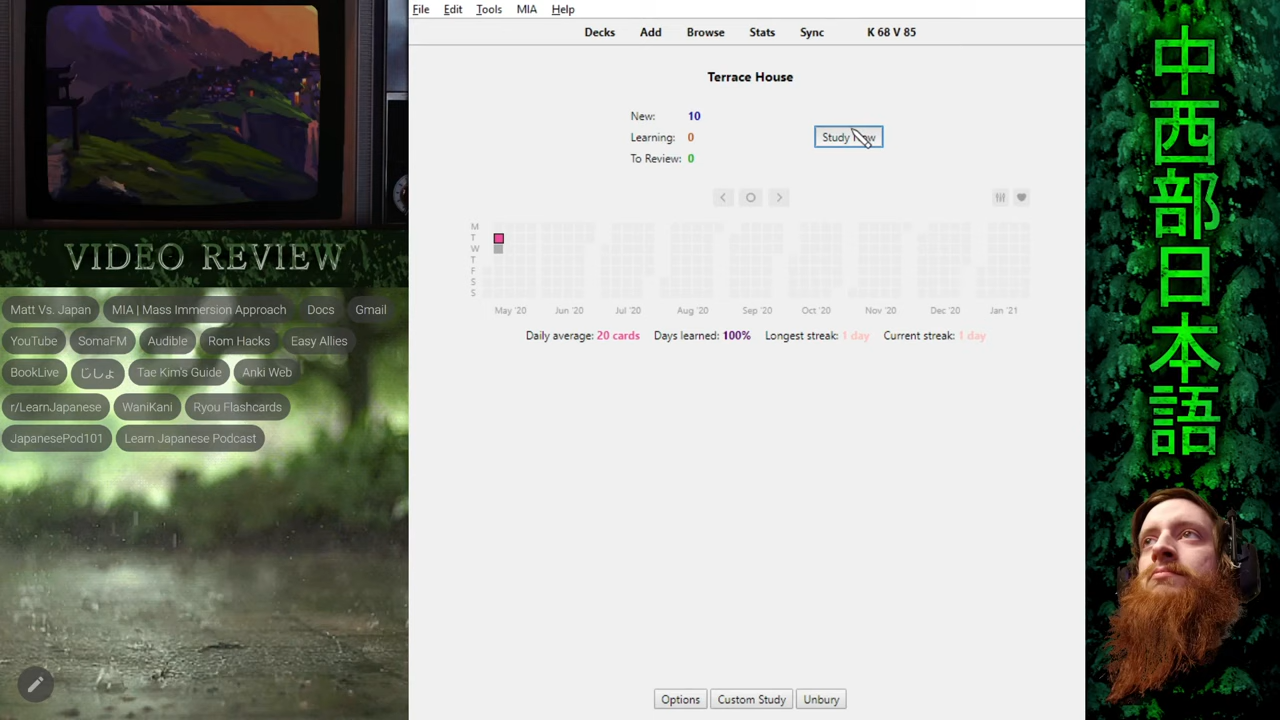 File Edit Tools MIA Help
Decks Add Browse Stats Sync K 68 V 85
Terrace House
New: 10
Learning: 0
To Review: 0
Study Now
M
T
W
T
F
S
S
May '20 Jun '20 Jul '20 Aug '20 Sep '20 Oct '20 Nov '20 Dec '20 Jan '21
Daily average: 20 cards Days learned: 100% Longest streak: 1 day Current streak: 1 day
Options Custom Study Unbury
VIDEO REVIEW
Matt Vs. Japan MIA | Mass Immersion Approach Docs Gmail
YouTube SomaFM Audible Rom Hacks Easy Allies
BookLive じしょ Tae Kim's Guide Anki Web
r/LearnJapanese WaniKani Ryou Flashcards
JapanesePod101 Learn Japanese Podcast
中西部日本語